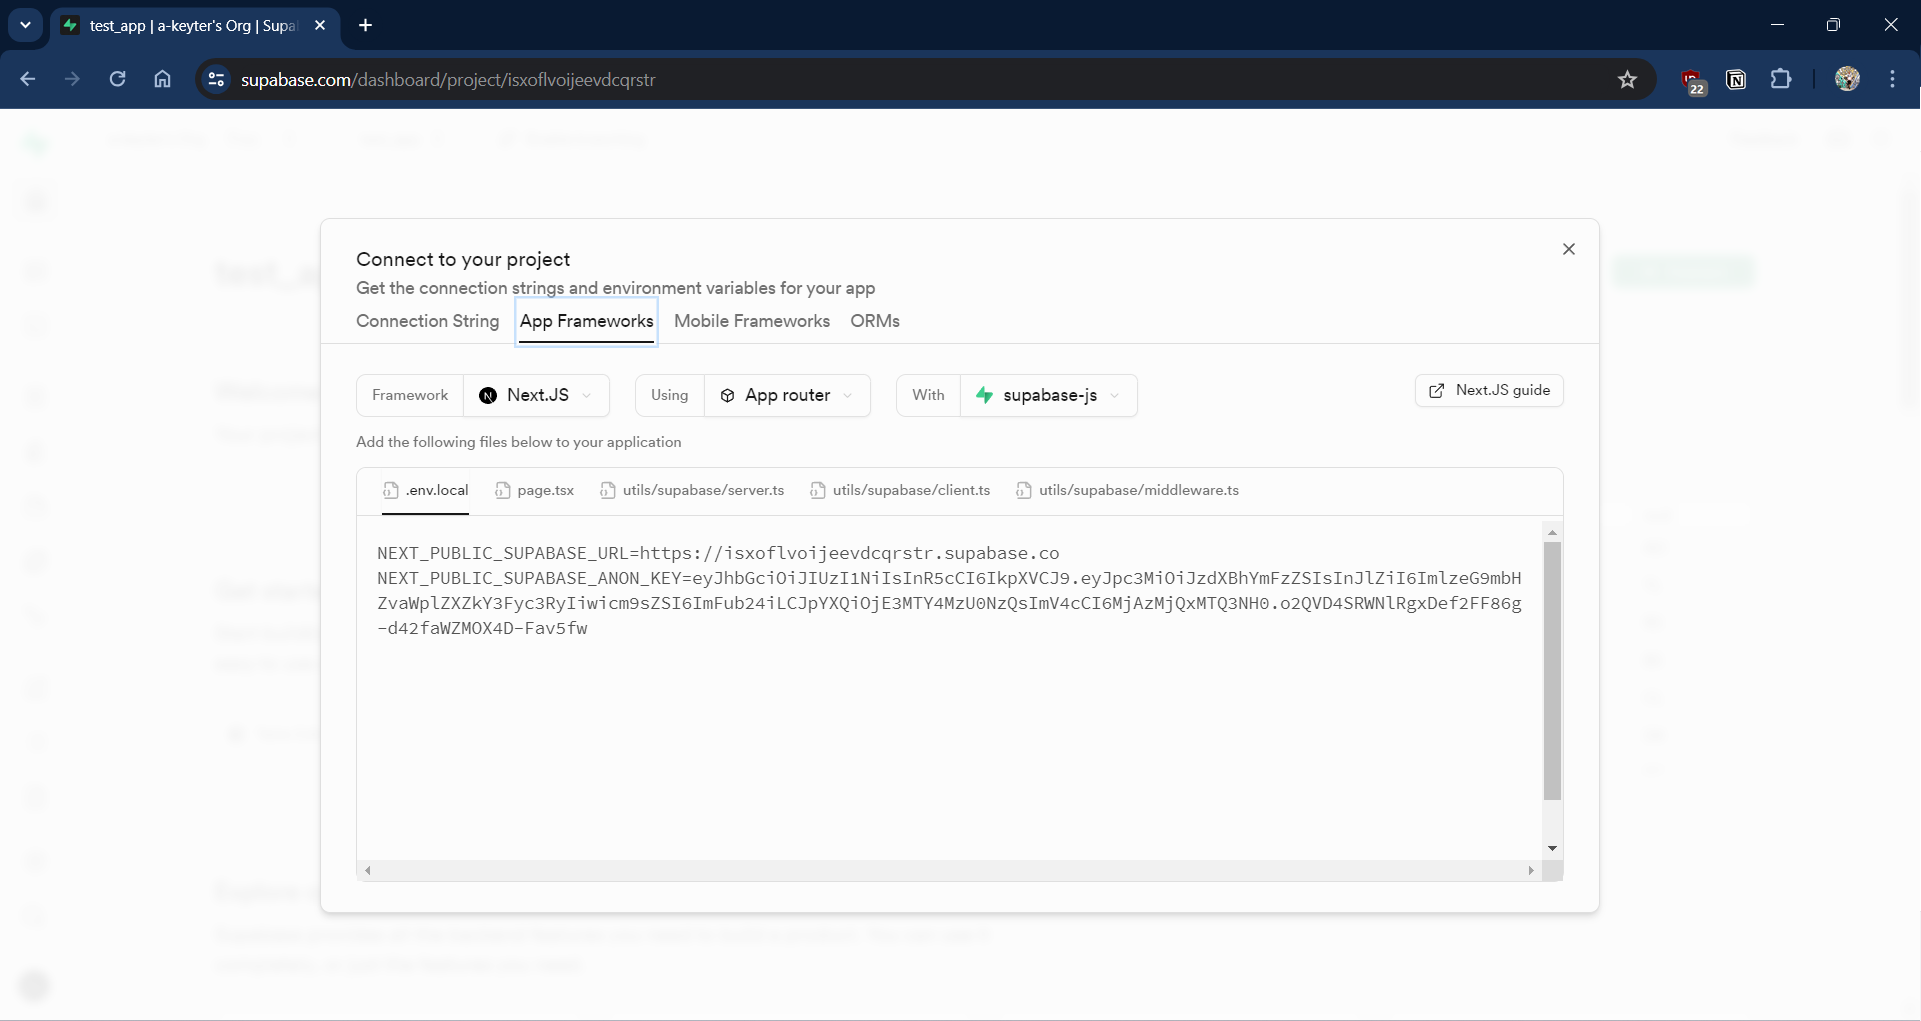 test_app | a-keyter's Org | Supa
supabase.com/dashboard/project/isxoflvoijeevdcqrstr
22
Connect to your project
Get the connection strings and environment variables for your app
Connection String App Frameworks Mobile Frameworks ORMs
Framework Next.JS Using App router With supabase-js Next.JS guide
Add the following files below to your application
.env.local page.tsx utils/supabase/server.ts utils/supabase/client.ts utils/supabase/middleware.ts
NEXT_PUBLIC_SUPABASE_URL=https://isxoflvoijeevdcqrstr.supabase.co
NEXT_PUBLIC_SUPABASE_ANON_KEY=eyJhbGciOiJIUzI1NiIsInR5cCI6IkpXVCJ9.eyJpc3MiOiJzdXBhYmFzZSIsInJlZiI6ImlzeG9mbH
ZvaWplZXZkY3Fyc3RyIiwicm9sZSI6ImFub24iLCJpYXQiOjE3MTY4MzU0NzQsImV4cCI6MjAzMjQxMTQ3NH0.o2QVD4SRWNlRgxDef2FF86g
-d42faWZMOX4D-Fav5fw